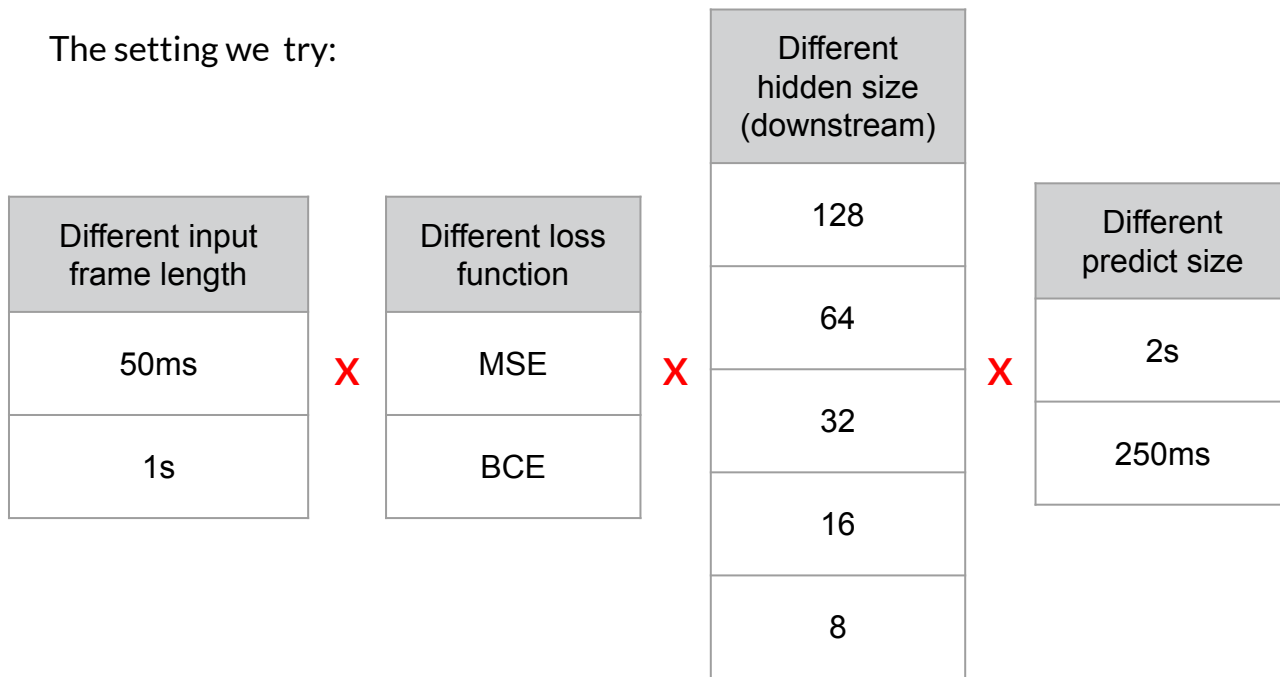 The setting we try:
Different input
frame length
50ms
1s
x
Different loss
function
MSE
BCE
x
Different
hidden size
(downstream)
128
64
32
16
8
x
Different
predict size
2s
250ms